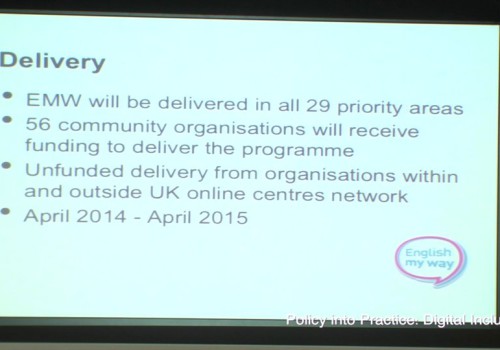 Delivery
• EMW will be delivered in all 29 priority areas
• 56 community organisations will receive
funding to deliver the programme
• Unfunded delivery from organisations within
and outside UK online centres network
• April 2014 - April 2015
English
my way
Policy into Practice: Digital